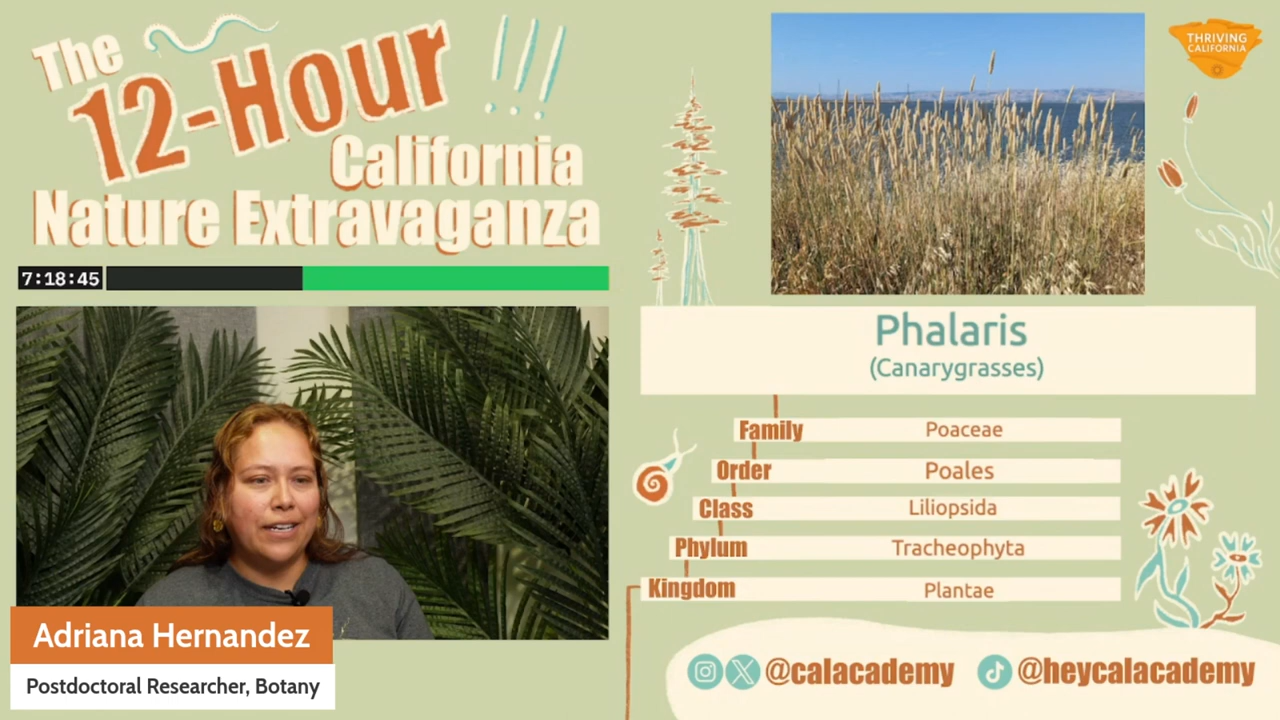 The
12-Hour
!!!
California
Nature Extravaganza
7:18:45
Adriana Hernandez
Postdoctoral Researcher, Botany
THRIVING
CALIFORNIA
Phalaris
(Canarygrasses)
Family Poaceae
Order Poales
Class Liliopsida
Phylum Tracheophyta
Kingdom Plantae
@calacademy @heycalacademy